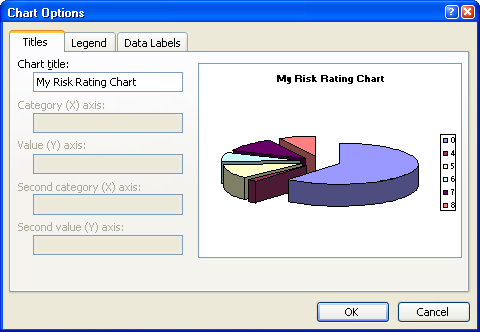 Chart Options
Titles
Legend
Data Labels
Chart title:
My Risk Rating Chart
Category (X) axis:
Value (Y) axis:
Second category (X) axis:
Second value (Y) axis:
My Risk Rating Chart
0
4
5
6
7
8
OK
Cancel